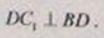 DC₁ ⊥ BD .